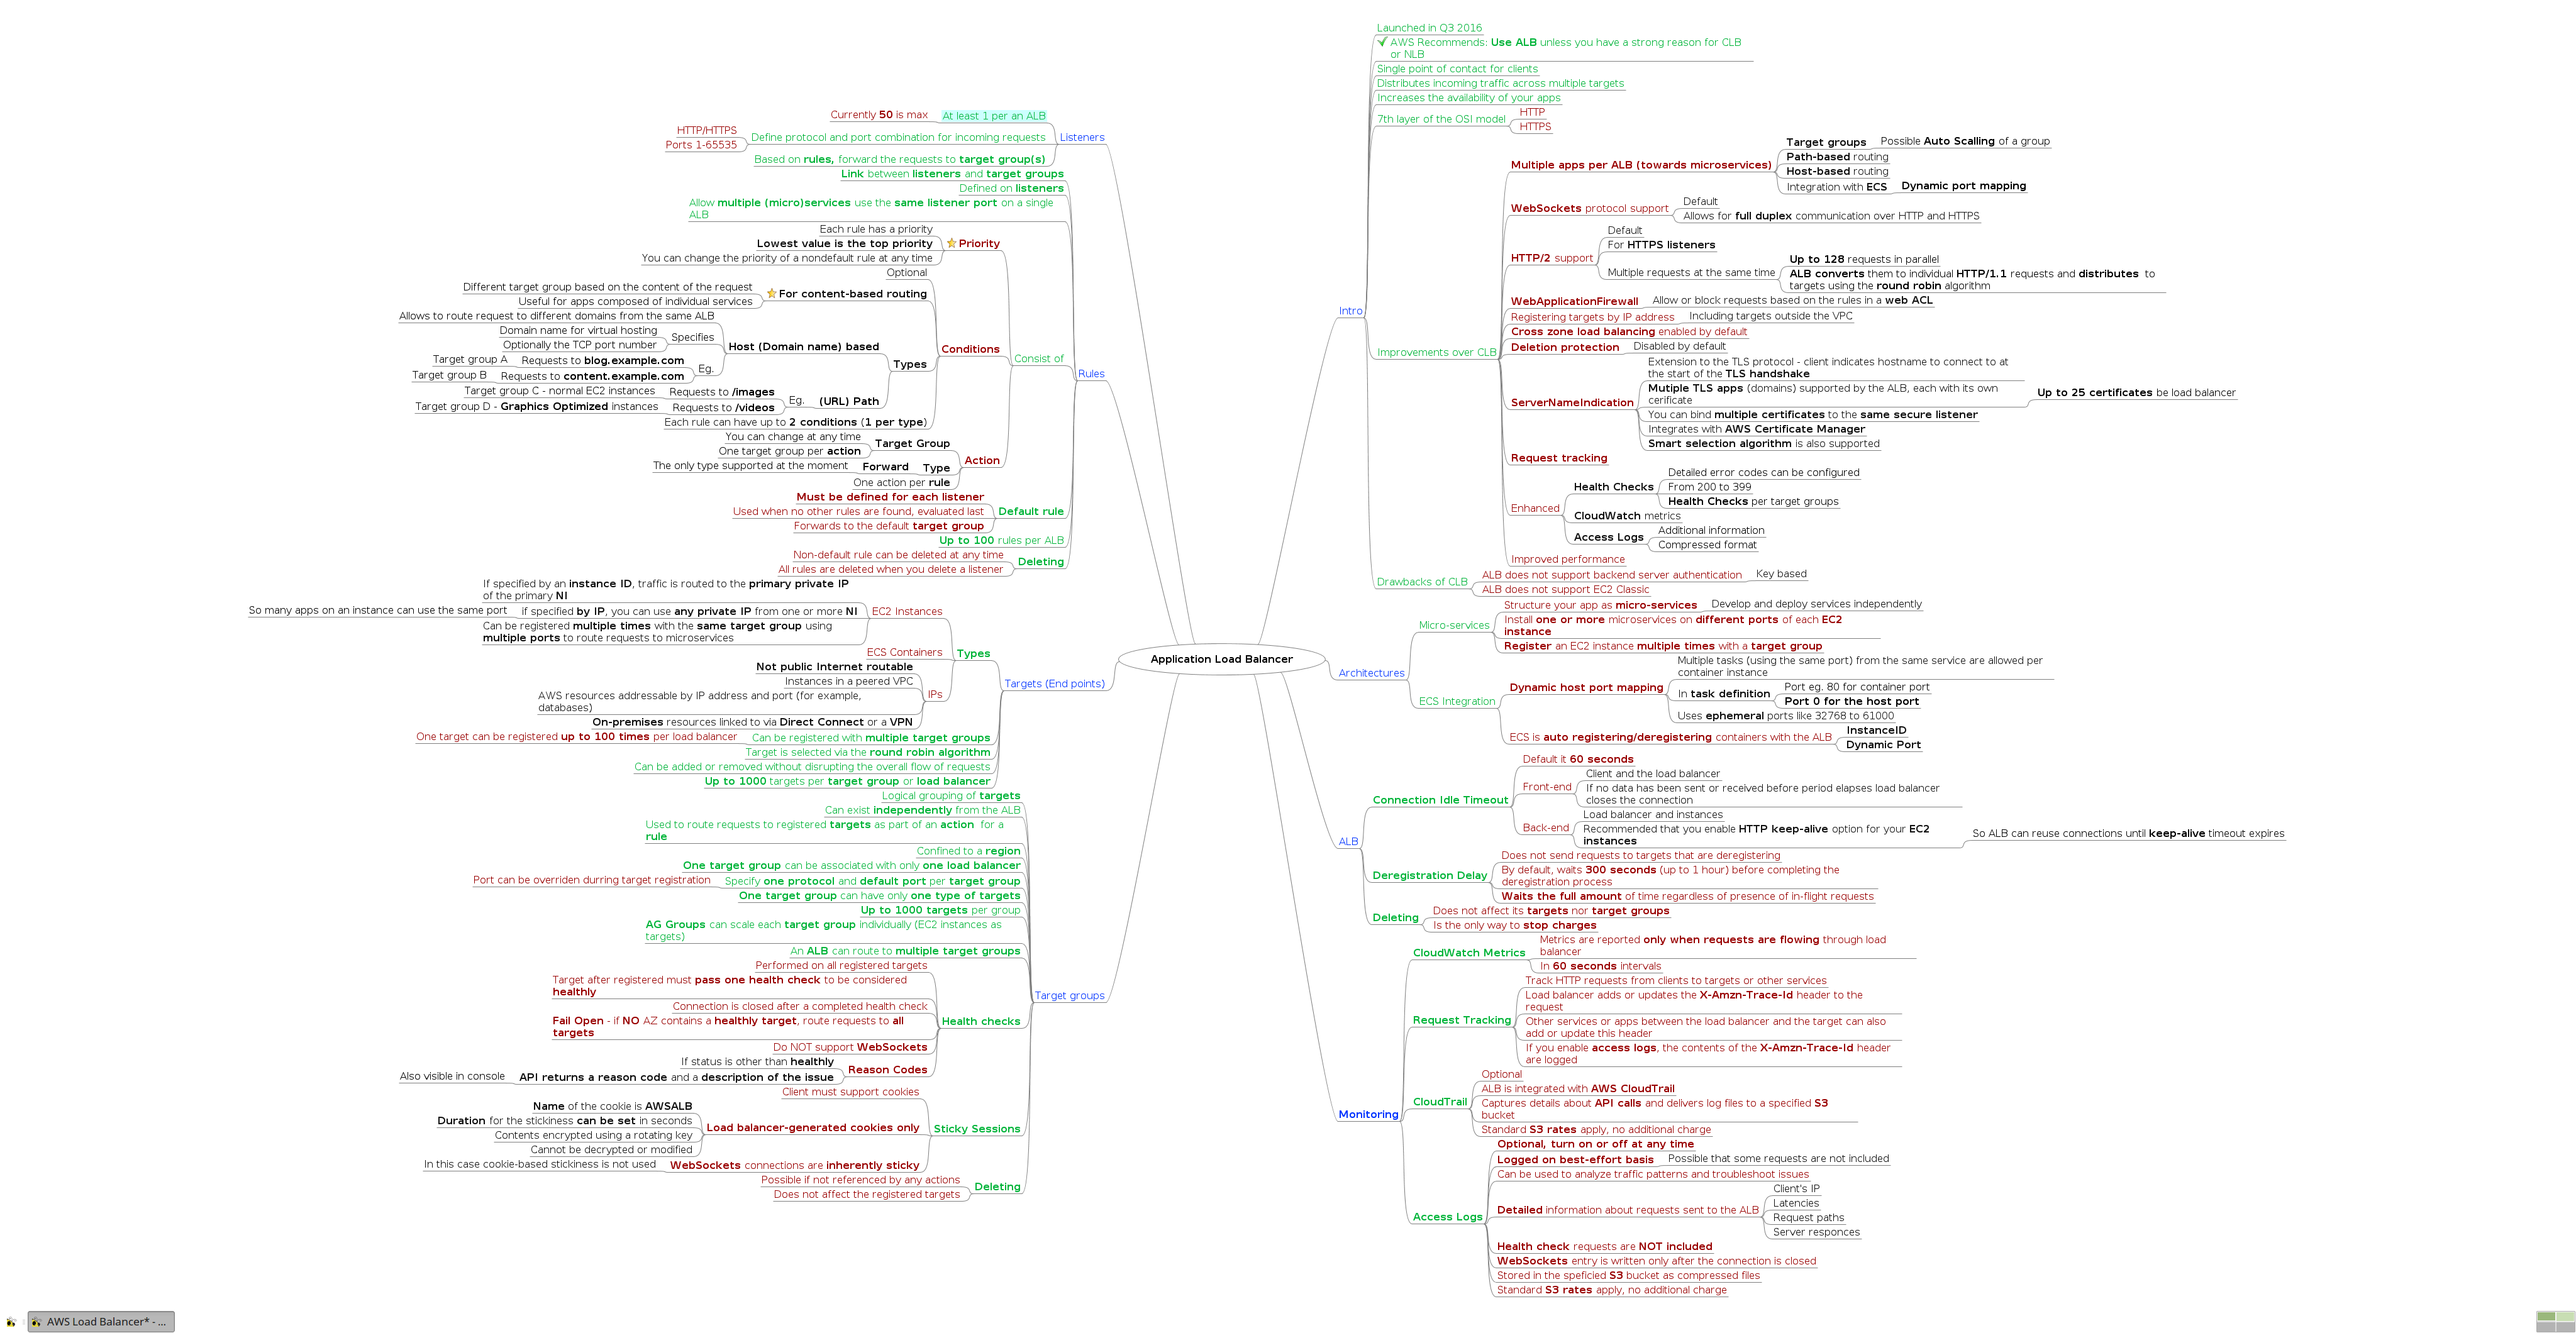 Application Load Balancer
Listeners
At least 1 per an ALB
Currently 50 is max
Define protocol and port combination for incoming requests
HTTP/HTTPS
Ports 1-65535
Based on rules, forward the requests to target group(s)
Rules
Link between listeners and target groups
Defined on listeners
Allow multiple (micro)services use the same listener port on a single
ALB
Consist of
Priority
Each rule has a priority
Lowest value is the top priority
You can change the priority of a nondefault rule at any time
Conditions
Optional
For content-based routing
Different target group based on the content of the request
Useful for apps composed of individual services
Types
Host (Domain name) based
Allows to route request to different domains from the same ALB
Specifies
Domain name for virtual hosting
Optionally the TCP port number
Eg.
Requests to blog.example.com
Target group A
Requests to content.example.com
Target group B
(URL) Path
Eg.
Requests to /images
Target group C - normal EC2 instances
Requests to /videos
Target group D - Graphics Optimized instances
Each rule can have up to 2 conditions (1 per type)
Action
Target Group
You can change at any time
One target group per action
Type
Forward
The only type supported at the moment
One action per rule
Default rule
Must be defined for each listener
Used when no other rules are found, evaluated last
Forwards to the default target group
Up to 100 rules per ALB
Deleting
Non-default rule can be deleted at any time
All rules are deleted when you delete a listener
Targets (End points)
Types
EC2 Instances
If specified by an instance ID, traffic is routed to the primary private IP
of the primary NI
if specified by IP, you can use any private IP from one or more NI
So many apps on an instance can use the same port
Can be registered multiple times with the same target group using
multiple ports to route requests to microservices
ECS Containers
IPs
Not public Internet routable
Instances in a peered VPC
AWS resources addressable by IP address and port (for example,
databases)
On-premises resources linked to via Direct Connect or a VPN
Can be registered with multiple target groups
One target can be registered up to 100 times per load balancer
Target is selected via the round robin algorithm
Can be added or removed without disrupting the overall flow of requests
Up to 1000 targets per target group or load balancer
Target groups
Logical grouping of targets
Can exist independently from the ALB
Used to route requests to registered targets as part of an action for a
rule
Confined to a region
One target group can be associated with only one load balancer
Specify one protocol and default port per target group
Port can be overriden durring target registration
One target group can have only one type of targets
Up to 1000 targets per group
AG Groups can scale each target group individually (EC2 instances as
targets)
An ALB can route to multiple target groups
Health checks
Performed on all registered targets
Target after registered must pass one health check to be considered
healthly
Connection is closed after a completed health check
Fail Open - if NO AZ contains a healthly target, route requests to all
targets
Do NOT support WebSockets
Reason Codes
If status is other than healthly
API returns a reason code and a description of the issue
Also visible in console
Sticky Sessions
Client must support cookies
Load balancer-generated cookies only
Name of the cookie is AWSALB
Duration for the stickiness can be set in seconds
Contents encrypted using a rotating key
Cannot be decrypted or modified
WebSockets connections are inherently sticky
In this case cookie-based stickiness is not used
Deleting
Possible if not referenced by any actions
Does not affect the registered targets
Intro
Launched in Q3 2016
AWS Recommends: Use ALB unless you have a strong reason for CLB
or NLB
Single point of contact for clients
Distributes incoming traffic across multiple targets
Increases the availability of your apps
7th layer of the OSI model
HTTP
HTTPS
Improvements over CLB
Multiple apps per ALB (towards microservices)
Target groups
Possible Auto Scalling of a group
Path-based routing
Host-based routing
Integration with ECS
Dynamic port mapping
WebSockets protocol support
Default
Allows for full duplex communication over HTTP and HTTPS
HTTP/2 support
Default
For HTTPS listeners
Multiple requests at the same time
Up to 128 requests in parallel
ALB converts them to individual HTTP/1.1 requests and distributes to
targets using the round robin algorithm
WebApplicationFirewall
Allow or block requests based on the rules in a web ACL
Registering targets by IP address
Including targets outside the VPC
Cross zone load balancing enabled by default
Deletion protection
Disabled by default
ServerNameIndication
Extension to the TLS protocol - client indicates hostname to connect to at
the start of the TLS handshake
Mutiple TLS apps (domains) supported by the ALB, each with its own
cerificate
Up to 25 certificates be load balancer
You can bind multiple certificates to the same secure listener
Integrates with AWS Certificate Manager
Smart selection algorithm is also supported
Request tracking
Enhanced
Health Checks
Detailed error codes can be configured
From 200 to 399
Health Checks per target groups
CloudWatch metrics
Access Logs
Additional information
Compressed format
Improved performance
Drawbacks of CLB
ALB does not support backend server authentication
Key based
ALB does not support EC2 Classic
Architectures
Micro-services
Structure your app as micro-services
Develop and deploy services independently
Install one or more microservices on different ports of each EC2
instance
Register an EC2 instance multiple times with a target group
ECS Integration
Dynamic host port mapping
Multiple tasks (using the same port) from the same service are allowed per
container instance
In task definition
Port eg. 80 for container port
Port 0 for the host port
Uses ephemeral ports like 32768 to 61000
ECS is auto registering/deregistering containers with the ALB
InstanceID
Dynamic Port
ALB
Connection Idle Timeout
Default it 60 seconds
Front-end
Client and the load balancer
If no data has been sent or received before period elapses load balancer
closes the connection
Back-end
Load balancer and instances
Recommended that you enable HTTP keep-alive option for your EC2
instances
So ALB can reuse connections until keep-alive timeout expires
Deregistration Delay
Does not send requests to targets that are deregistering
By default, waits 300 seconds (up to 1 hour) before completing the
deregistration process
Waits the full amount of time regardless of presence of in-flight requests
Deleting
Does not affect its targets nor target groups
Is the only way to stop charges
Monitoring
CloudWatch Metrics
Metrics are reported only when requests are flowing through load
balancer
In 60 seconds intervals
Request Tracking
Track HTTP requests from clients to targets or other services
Load balancer adds or updates the X-Amzn-Trace-Id header to the
request
Other services or apps between the load balancer and the target can also
add or update this header
If you enable access logs, the contents of the X-Amzn-Trace-Id header
are logged
CloudTrail
Optional
ALB is integrated with AWS CloudTrail
Captures details about API calls and delivers log files to a specified S3
bucket
Standard S3 rates apply, no additional charge
Access Logs
Optional, turn on or off at any time
Logged on best-effort basis
Possible that some requests are not included
Can be used to analyze traffic patterns and troubleshoot issues
Detailed information about requests sent to the ALB
Client's IP
Latencies
Request paths
Server responces
Health check requests are NOT included
WebSockets entry is written only after the connection is closed
Stored in the speficied S3 bucket as compressed files
Standard S3 rates apply, no additional charge
AWS Load Balancer* - ...